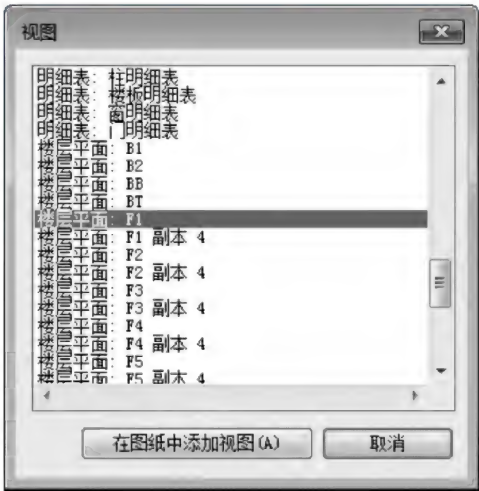 视图
明细表: 柱明细表
明细表: 楼板明细表
明细表: 窗明细表
明细表: 门明细表
楼层平面: B1
楼层平面: B2
楼层平面: BB
楼层平面: BT
楼层平面: F1
楼层平面: F1 副本 4
楼层平面: F2
楼层平面: F2 副本 4
楼层平面: F3
楼层平面: F3 副本 4
楼层平面: F4
楼层平面: F4 副本 4
楼层平面: F5
楼层平面: F5 副本 4
在图纸中添加视图(A)
取消